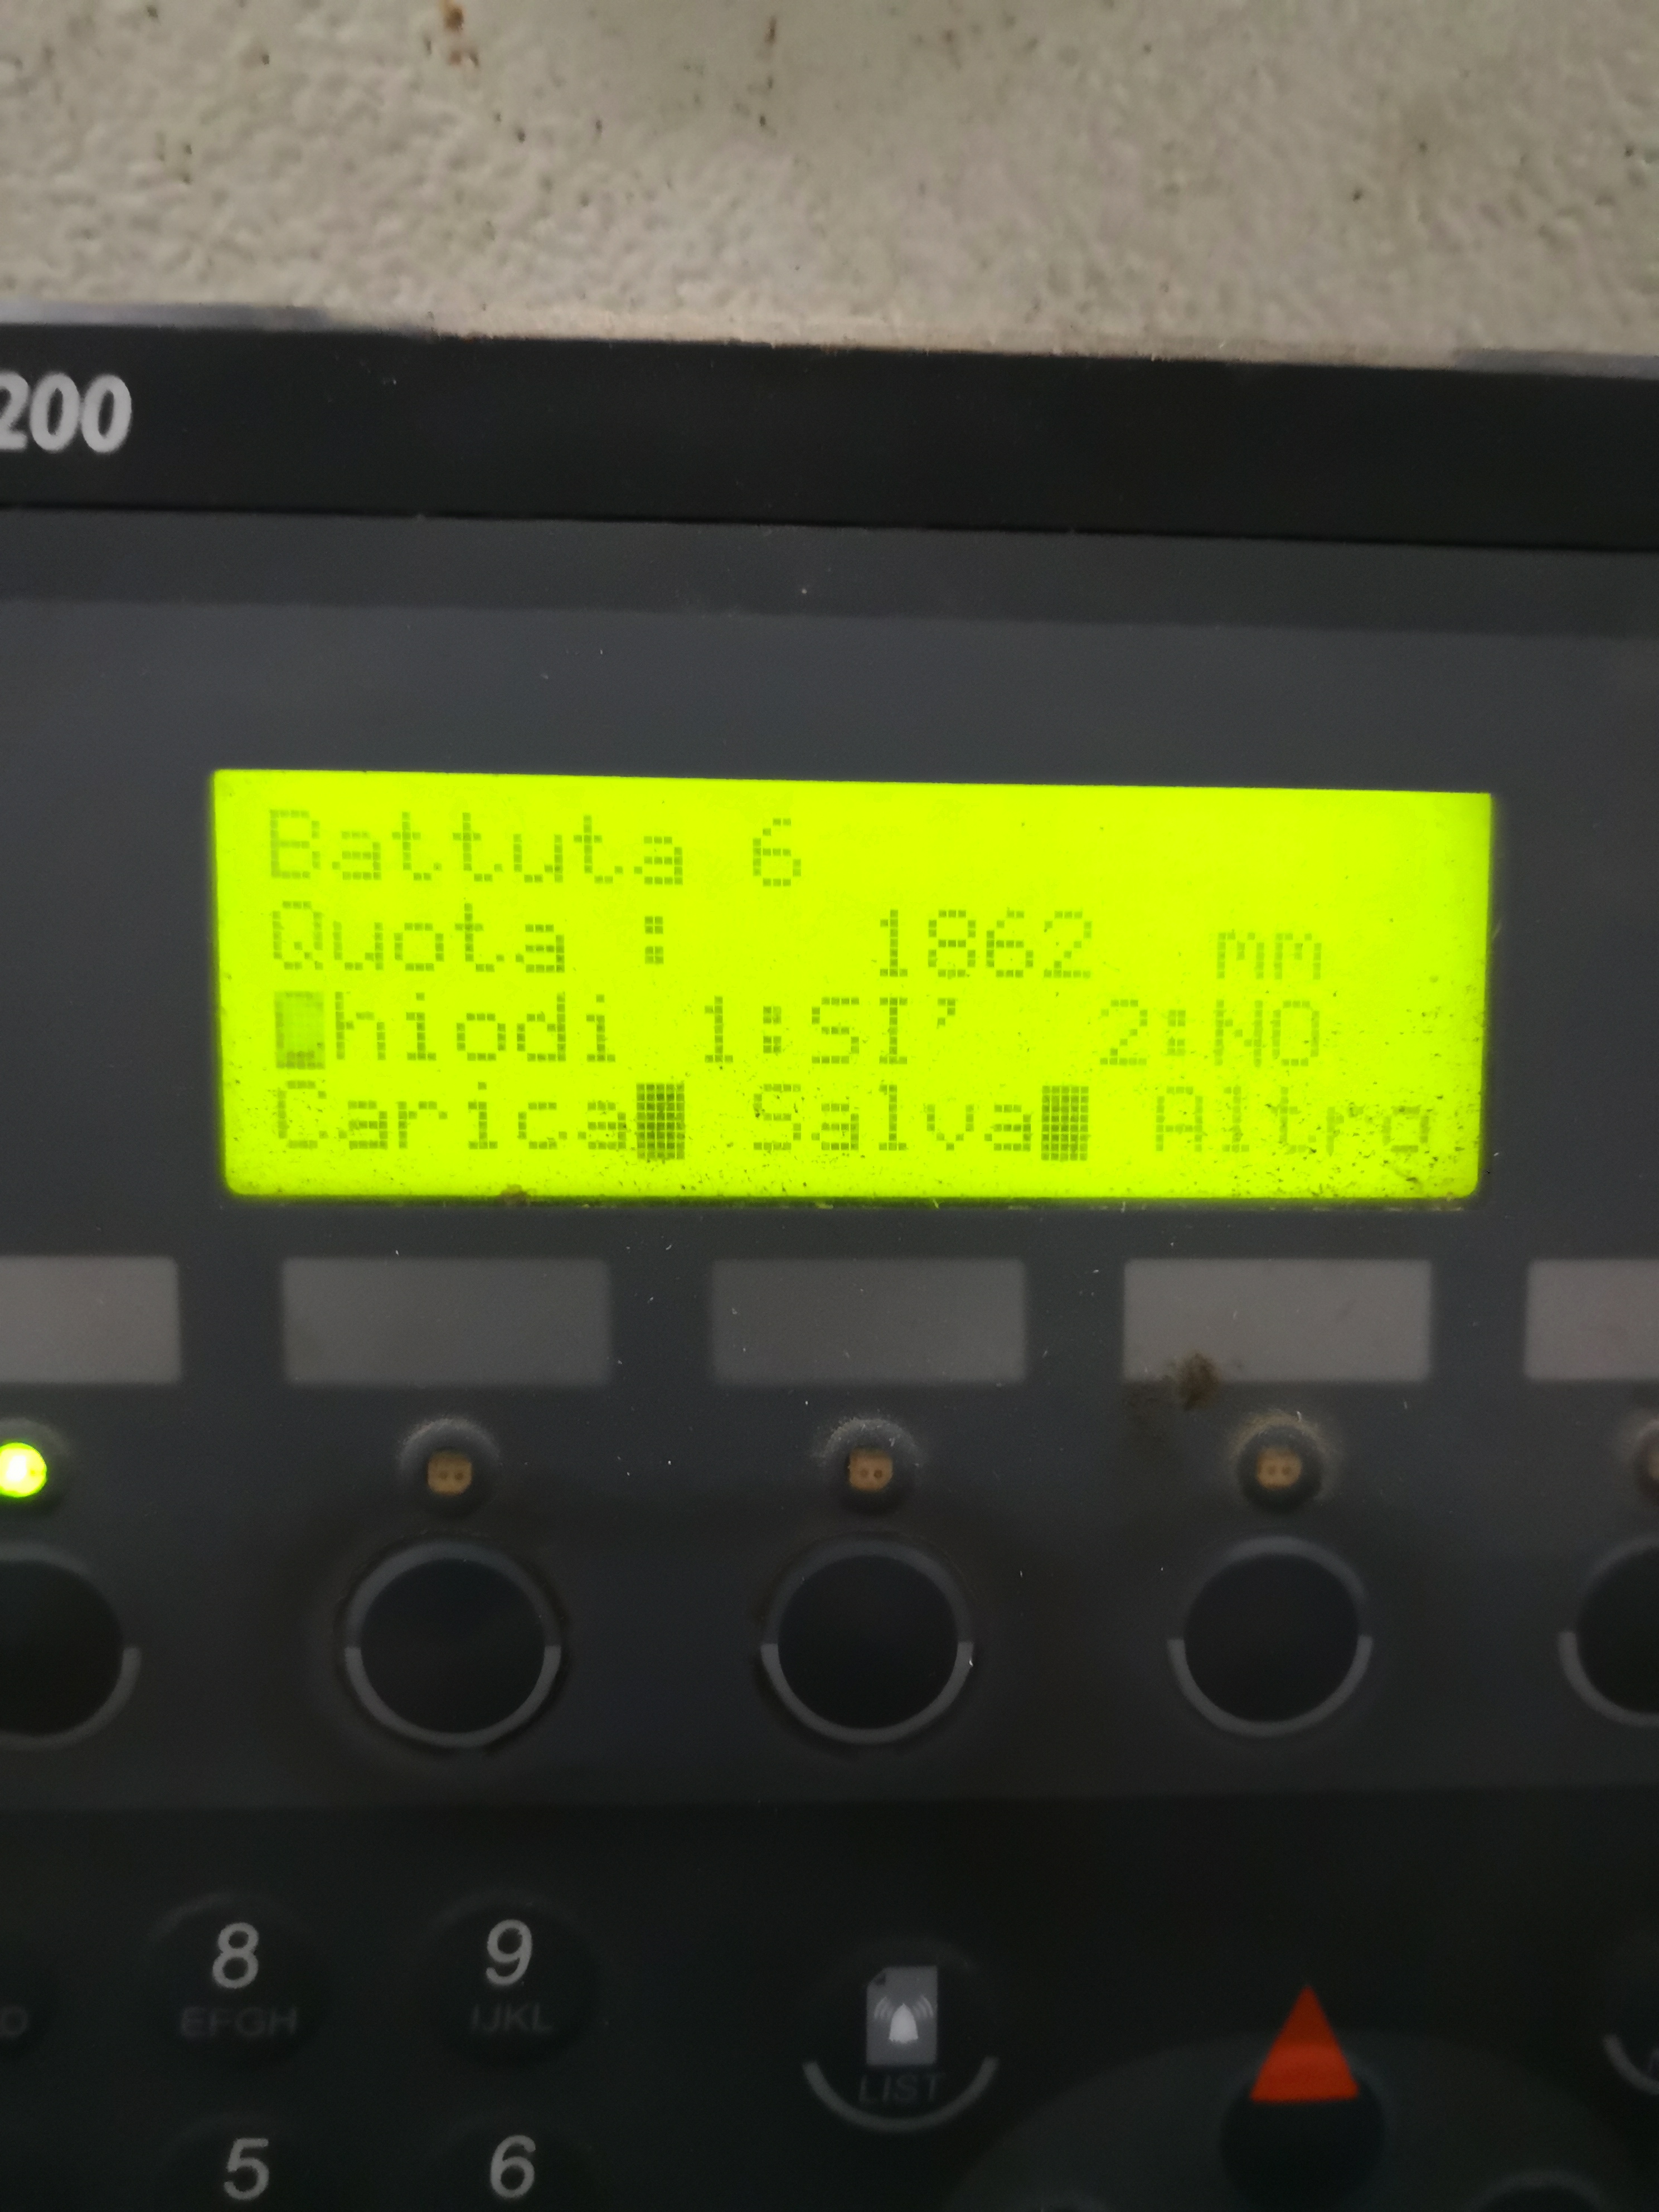 200
Battuta 6
Quota : 1862 mm
hiodi 1:SI' 2:NO
Carica Salva Altro
8 9
EFGH IJKL
LIST
5 6